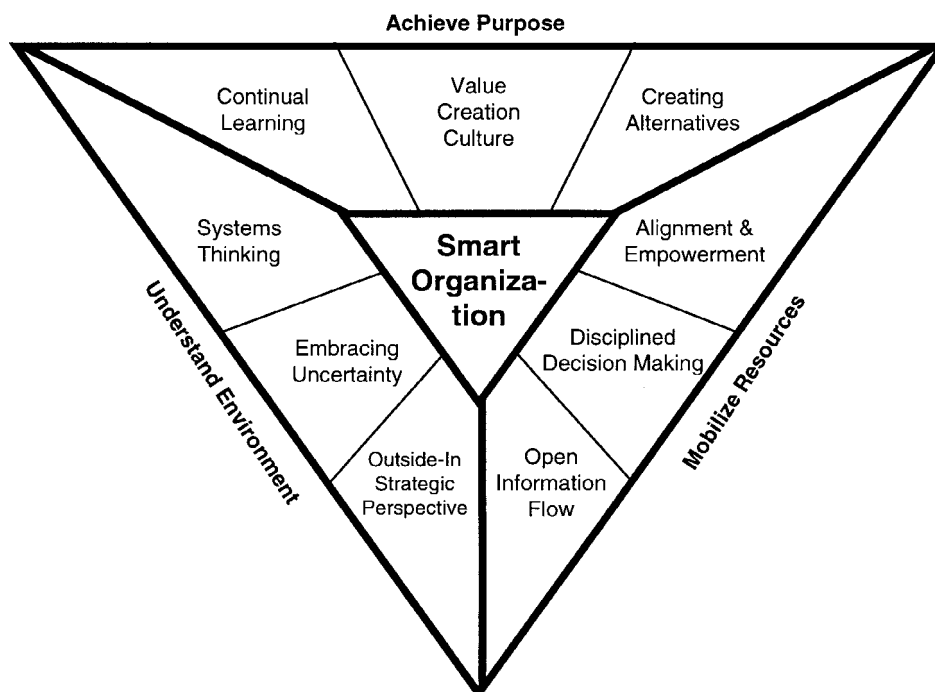 Achieve Purpose
Continual
Learning
Value
Creation
Culture
Creating
Alternatives
Systems
Thinking
Smart
Organiza-
tion
Alignment &
Empowerment
Embracing
Uncertainty
Disciplined
Decision Making
Outside-In
Strategic
Perspective
Open
Information
Flow
Understand Environment
Mobilize Resources